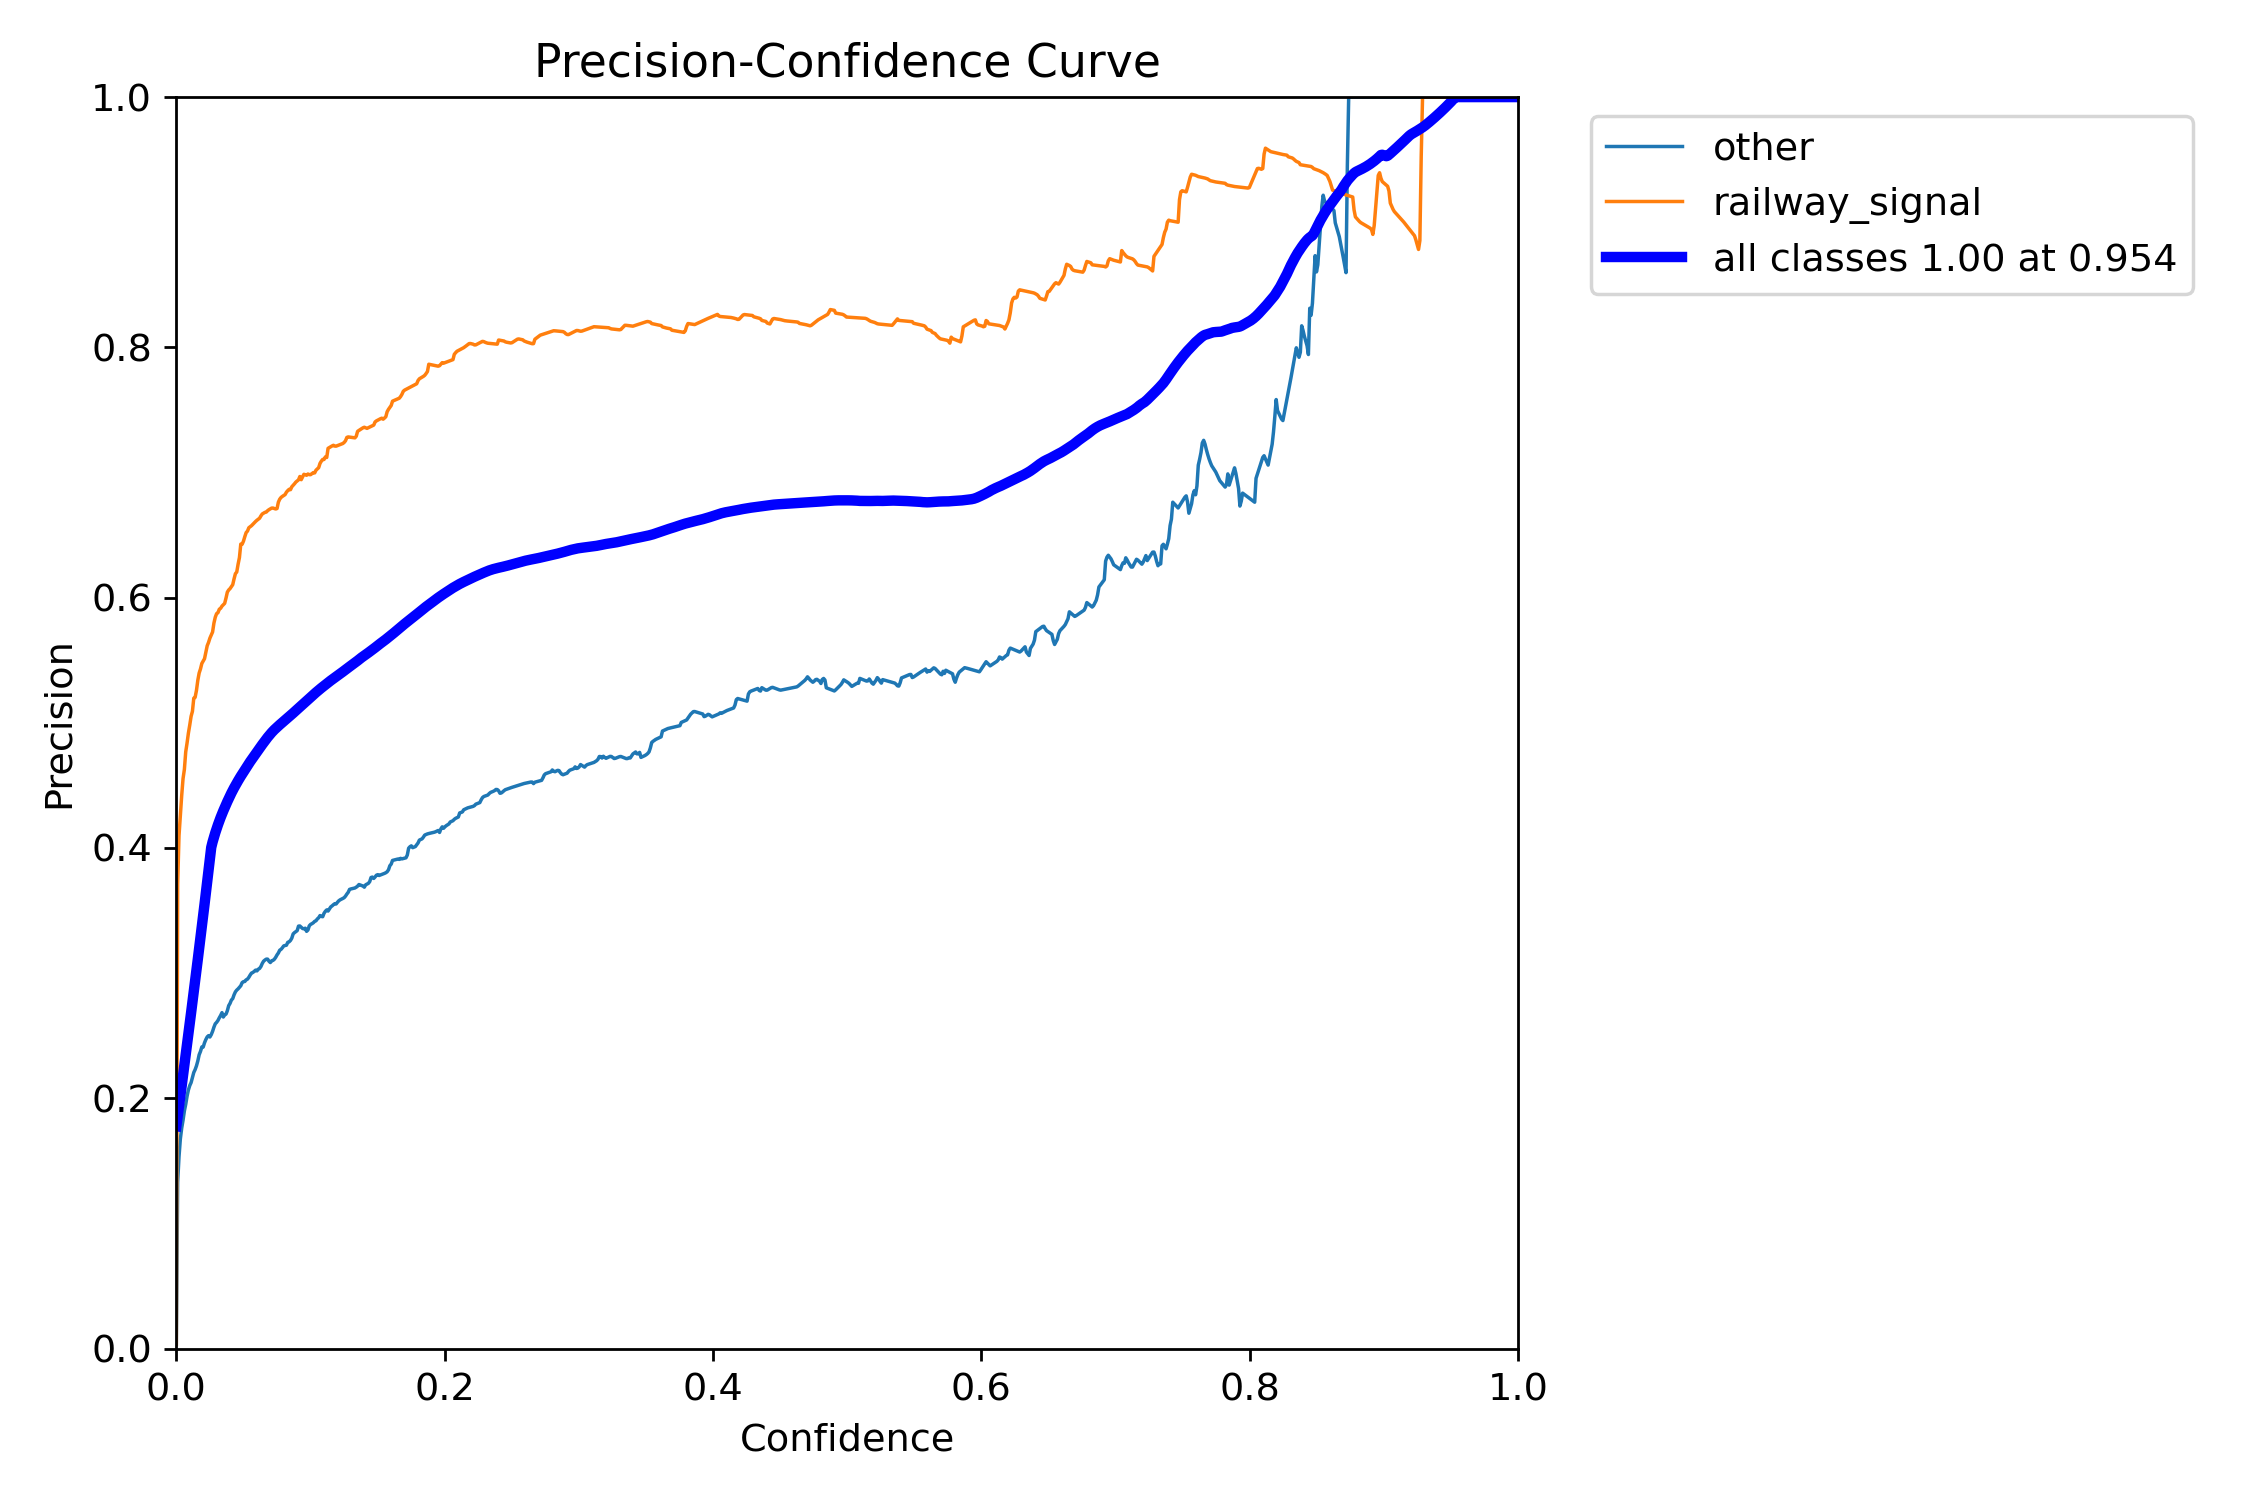 Precision-Confidence Curve
1.0
0.8
0.6
0.4
0.2
0.0
Precision
0.0 0.2 0.4 0.6 0.8 1.0
Confidence
other
railway_signal
all classes 1.00 at 0.954